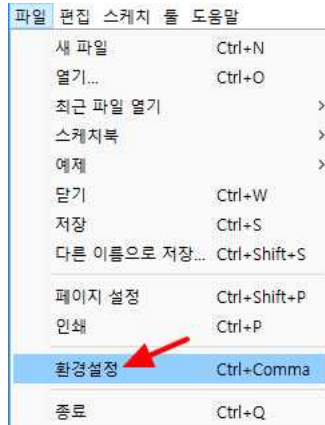 파일 편집 스케치 툴 도움말
새 파일 Ctrl+N
열기... Ctrl+O
최근 파일 열기
스케치북
예제
닫기 Ctrl+W
저장 Ctrl+S
다른 이름으로 저장... Ctrl+Shift+S
페이지 설정 Ctrl+Shift+P
인쇄 Ctrl+P
환경설정 Ctrl+Comma
종료 Ctrl+Q